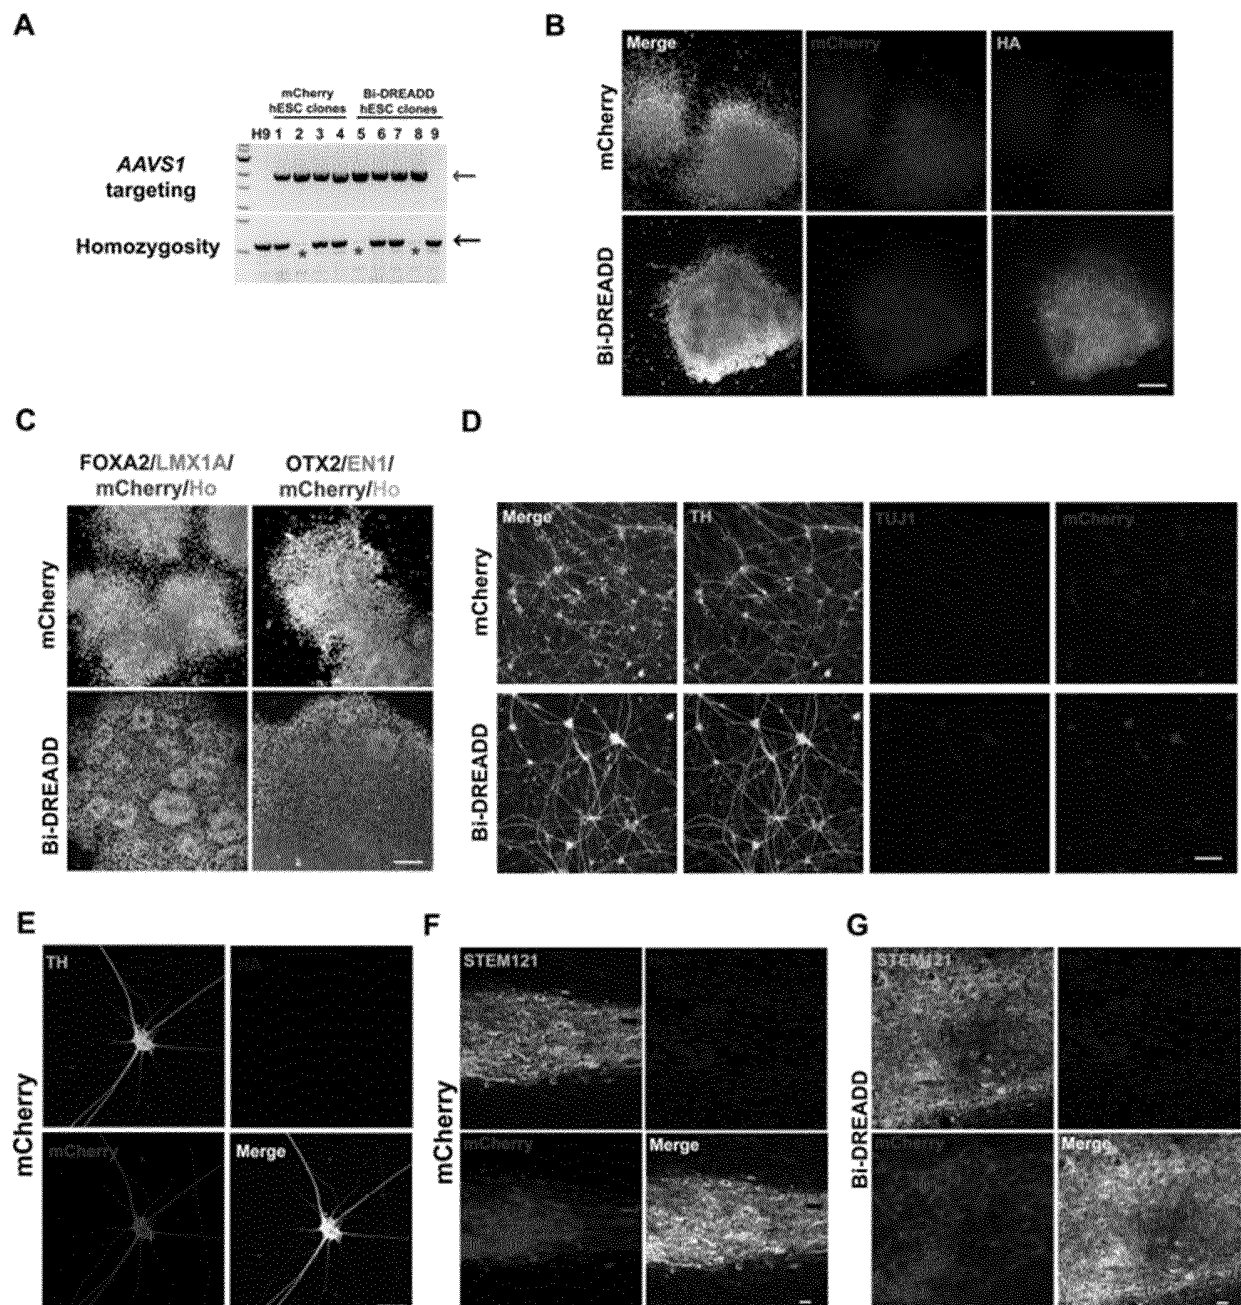 A
mCherry
hESC clones
Bi-DREADD
hESC clones
H9 1 2 3 4 5 6 7 8 9
AAVS1
targeting
←
Homozygosity
←
* * *
B
Merge
mCherry
HA
mCherry
Bi-DREADD
C
FOXA2/LMX1A/
mCherry/Ho
OTX2/EN1/
mCherry/Ho
mCherry
Bi-DREADD
D
Merge
TH
TUJ1
mCherry
mCherry
Bi-DREADD
E
TH
HA
mCherry
Merge
mCherry
F
STEM121
mCherry
Merge
mCherry
G
STEM121
mCherry
Merge
Bi-DREADD